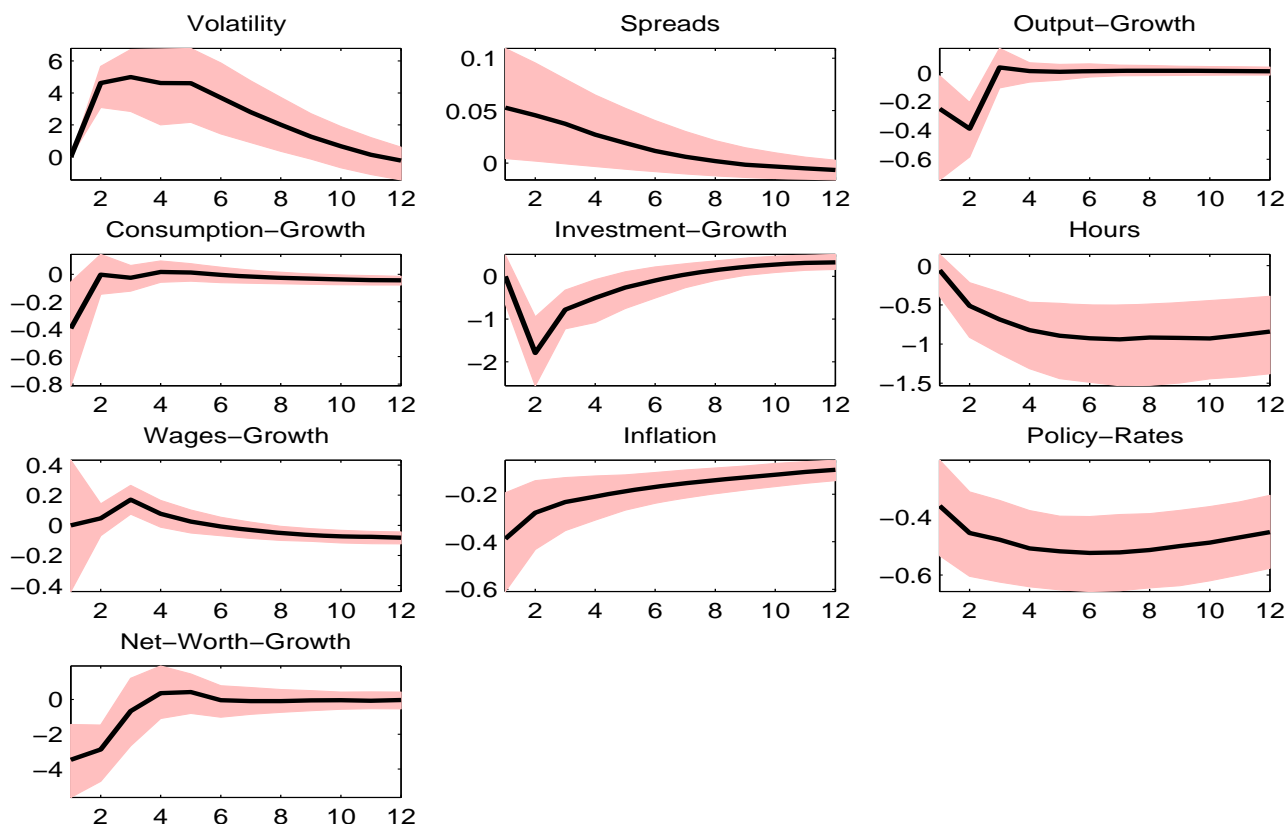 Volatility
Spreads
Output−Growth
6
4
2
0
2 4 6 8 10 12
0.1
0.05
0
2 4 6 8 10 12
0
−0.2
−0.4
−0.6
2 4 6 8 10 12
Consumption−Growth
Investment−Growth
Hours
0
−0.2
−0.4
−0.6
−0.8
2 4 6 8 10 12
0
−1
−2
2 4 6 8 10 12
0
−0.5
−1
−1.5
2 4 6 8 10 12
Wages−Growth
Inflation
Policy−Rates
0.4
0.2
0
−0.2
−0.4
2 4 6 8 10 12
−0.2
−0.4
−0.6
2 4 6 8 10 12
−0.4
−0.6
2 4 6 8 10 12
Net−Worth−Growth
0
−2
−4
2 4 6 8 10 12